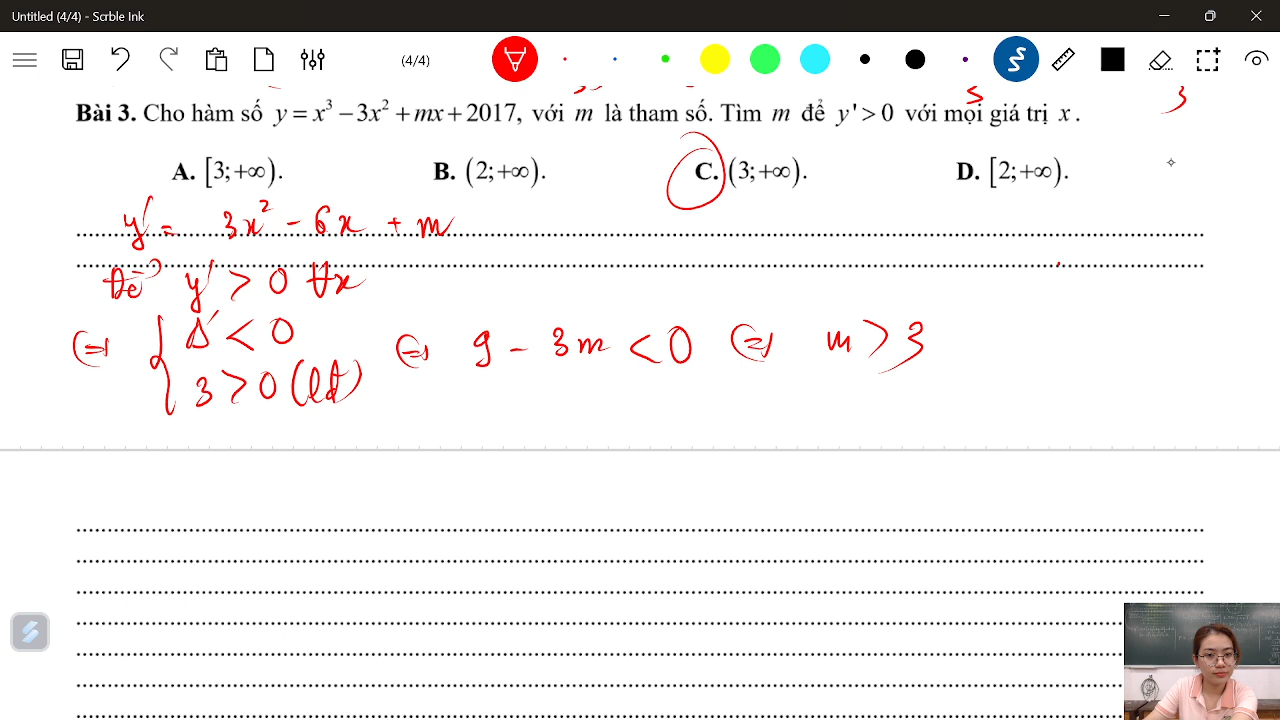 Untitled (4/4) - Scrble Ink
(4/4)
Bài 3. Cho hàm số y = x³ − 3x² + mx + 2017, với m là tham số. Tìm m để y' > 0 với mọi giá trị x.
A. [3;+∞). B. (2;+∞). C. (3;+∞). D. [2;+∞).
y' = 3x² − 6x + m
Để y' > 0 ∀x
⇔ { Δ' < 0 ⇔ 9 − 3m < 0 ⇔ m > 3
3 > 0 (lđ)